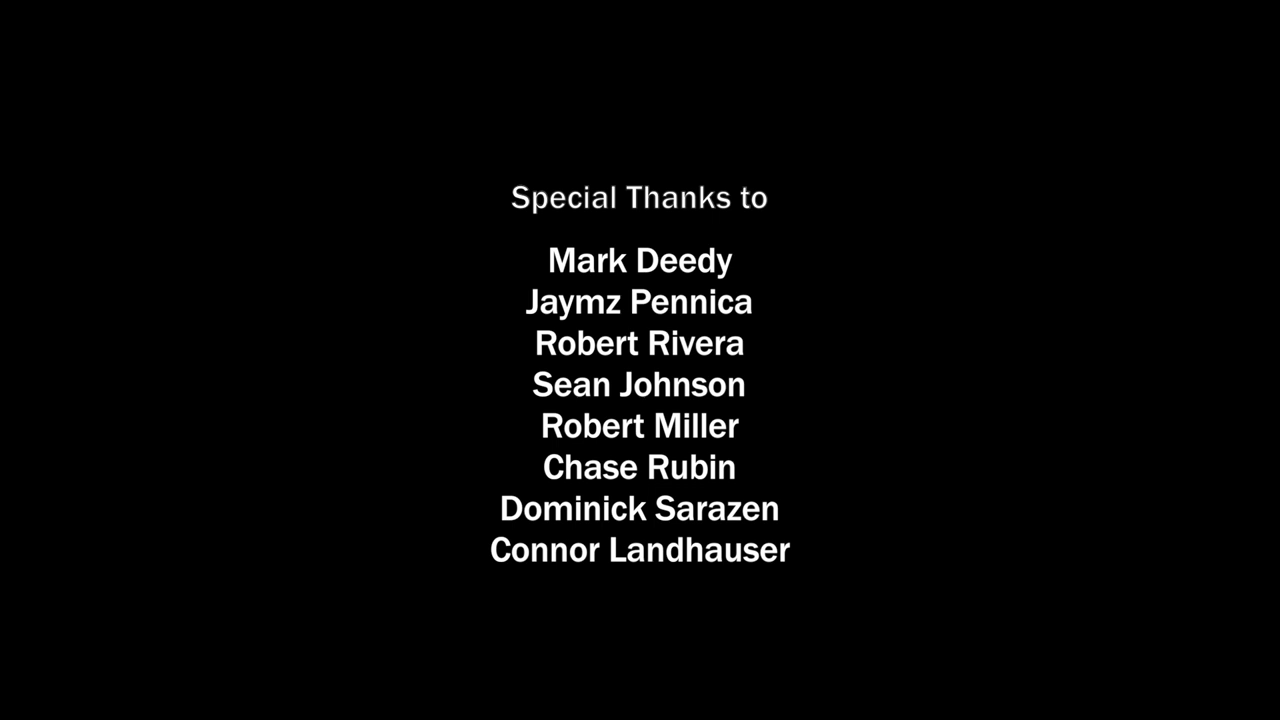 Special Thanks to
Mark Deedy
Jaymz Pennica
Robert Rivera
Sean Johnson
Robert Miller
Chase Rubin
Dominick Sarazen
Connor Landhauser